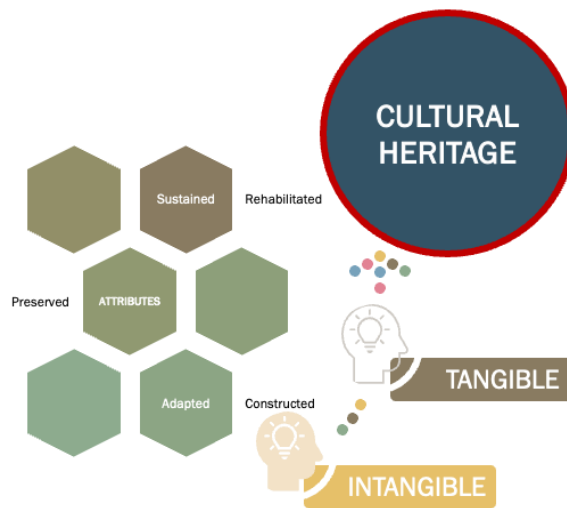 CULTURAL
HERITAGE
Sustained
Rehabilitated
Preserved
ATTRIBUTES
TANGIBLE
Adapted
Constructed
INTANGIBLE